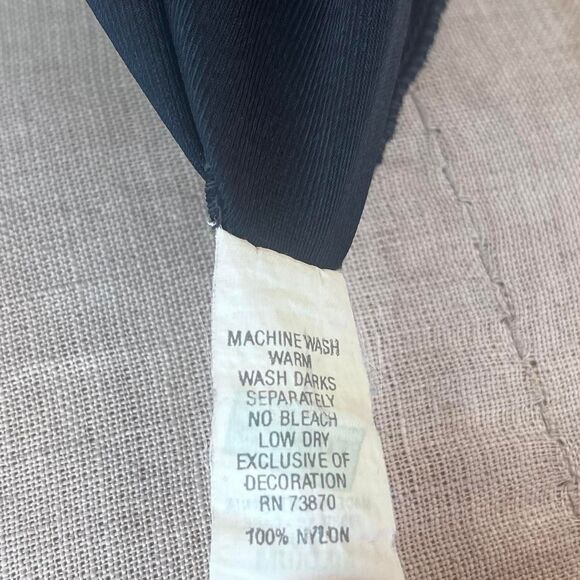 MACHINE WASH
WARM
WASH DARKS
SEPARATELY
NO BLEACH
LOW DRY
EXCLUSIVE OF
DECORATION
RN 73870
100% NYLON